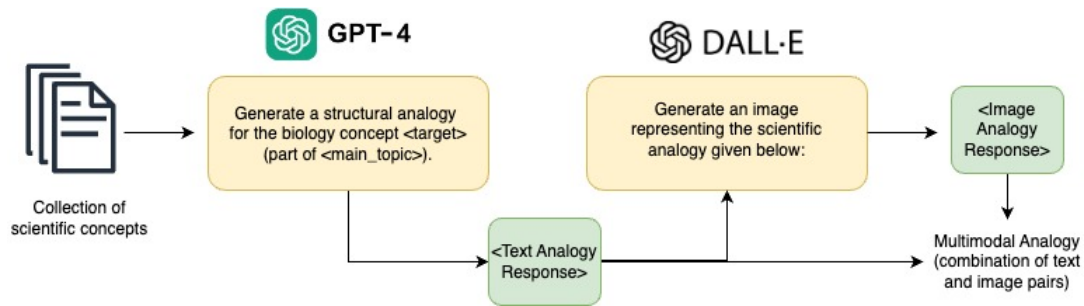 GPT-4
DALL·E
Collection of
scientific concepts
Generate a structural analogy
for the biology concept <target>
(part of <main_topic>).
<Text Analogy
Response>
Generate an image
representing the scientific
analogy given below:
<Image
Analogy
Response>
Multimodal Analogy
(combination of text
and image pairs)